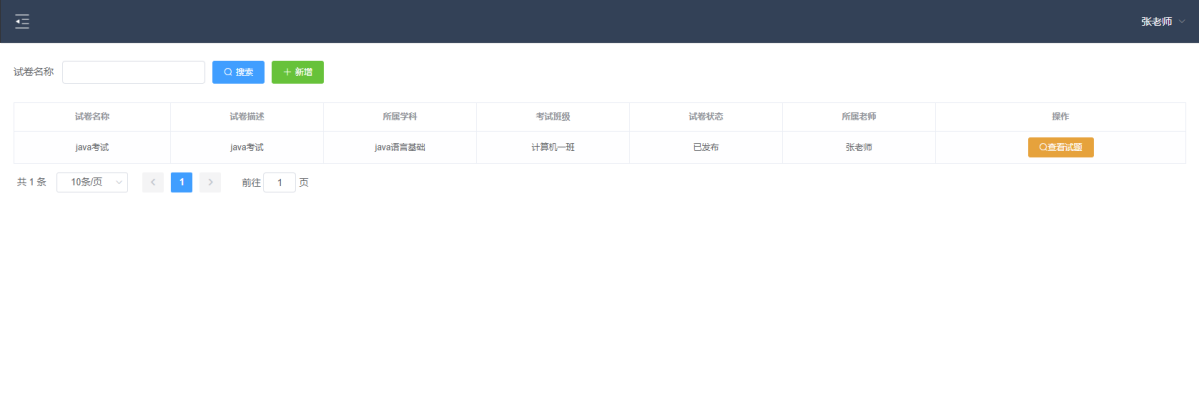 张老师
试卷名称 搜索 新增
试卷名称 试卷描述 所属学科 考试班级 试卷状态 所属老师 操作
java考试 java考试 java语言基础 计算机一班 已发布 张老师 查看试题
共 1 条 10条/页 1 前往 1 页